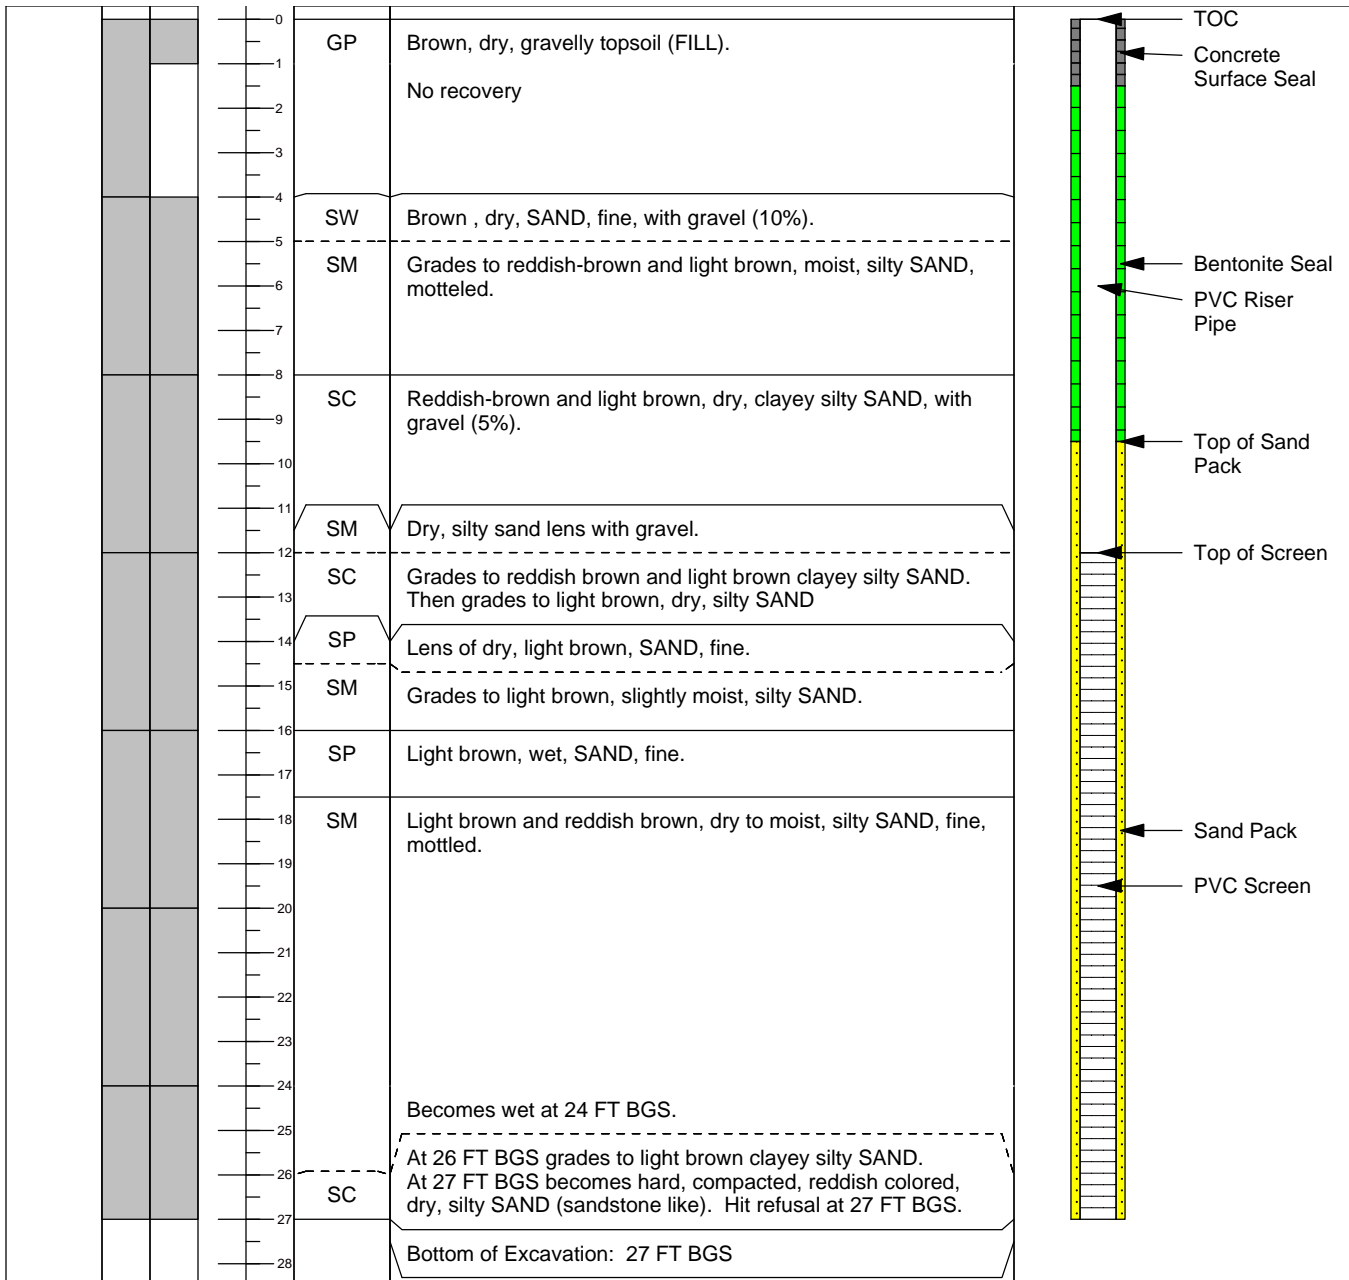 0
TOC
GP
Brown, dry, gravelly topsoil (FILL).
Concrete
Surface Seal
1
No recovery
2
3
4
SW
Brown , dry, SAND, fine, with gravel (10%).
5
SM
Grades to reddish-brown and light brown, moist, silty SAND,
motteled.
Bentonite Seal
6
PVC Riser
Pipe
7
8
SC
Reddish-brown and light brown, dry, clayey silty SAND, with
gravel (5%).
9
Top of Sand
Pack
10
11
SM
Dry, silty sand lens with gravel.
12
Top of Screen
SC
Grades to reddish brown and light brown clayey silty SAND.
Then grades to light brown, dry, silty SAND
13
14
SP
Lens of dry, light brown, SAND, fine.
15
SM
Grades to light brown, slightly moist, silty SAND.
16
SP
Light brown, wet, SAND, fine.
17
18
SM
Light brown and reddish brown, dry to moist, silty SAND, fine,
mottled.
Sand Pack
19
PVC Screen
20
21
22
23
24
Becomes wet at 24 FT BGS.
25
At 26 FT BGS grades to light brown clayey silty SAND.
At 27 FT BGS becomes hard, compacted, reddish colored,
dry, silty SAND (sandstone like). Hit refusal at 27 FT BGS.
26
SC
27
Bottom of Excavation: 27 FT BGS
28